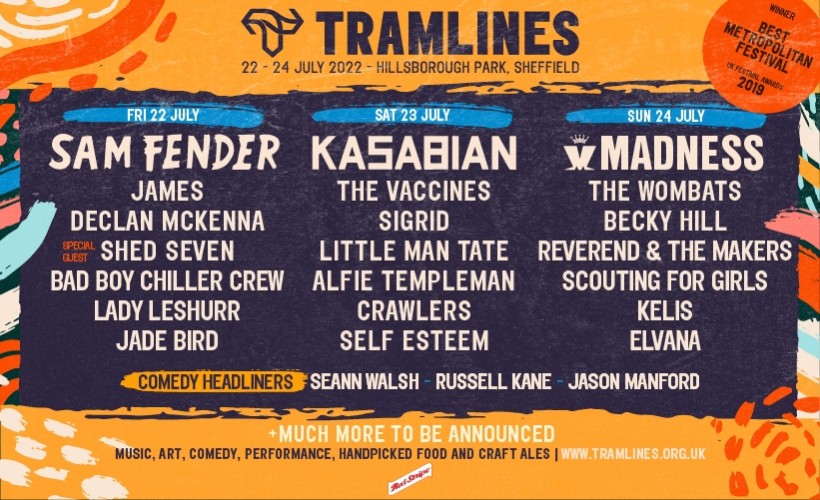 TRAMLINES
22 - 24 JULY 2022 - HILLSBOROUGH PARK, SHEFFIELD
WINNER
BEST
METROPOLITAN
FESTIVAL
UK FESTIVAL AWARDS
2019
FRI 22 JULY
SAM FENDER
JAMES
DECLAN MCKENNA
SPECIAL GUEST SHED SEVEN
BAD BOY CHILLER CREW
LADY LESHURR
JADE BIRD
SAT 23 JULY
KASABIAN
THE VACCINES
SIGRID
LITTLE MAN TATE
ALFIE TEMPLEMAN
CRAWLERS
SELF ESTEEM
SUN 24 JULY
MADNESS
THE WOMBATS
BECKY HILL
REVEREND & THE MAKERS
SCOUTING FOR GIRLS
KELIS
ELVANA
COMEDY HEADLINERS SEANN WALSH - RUSSELL KANE - JASON MANFORD
+MUCH MORE TO BE ANNOUNCED
MUSIC, ART, COMEDY, PERFORMANCE, HANDPICKED FOOD AND CRAFT ALES | WWW.TRAMLINES.ORG.UK
Red Stripe